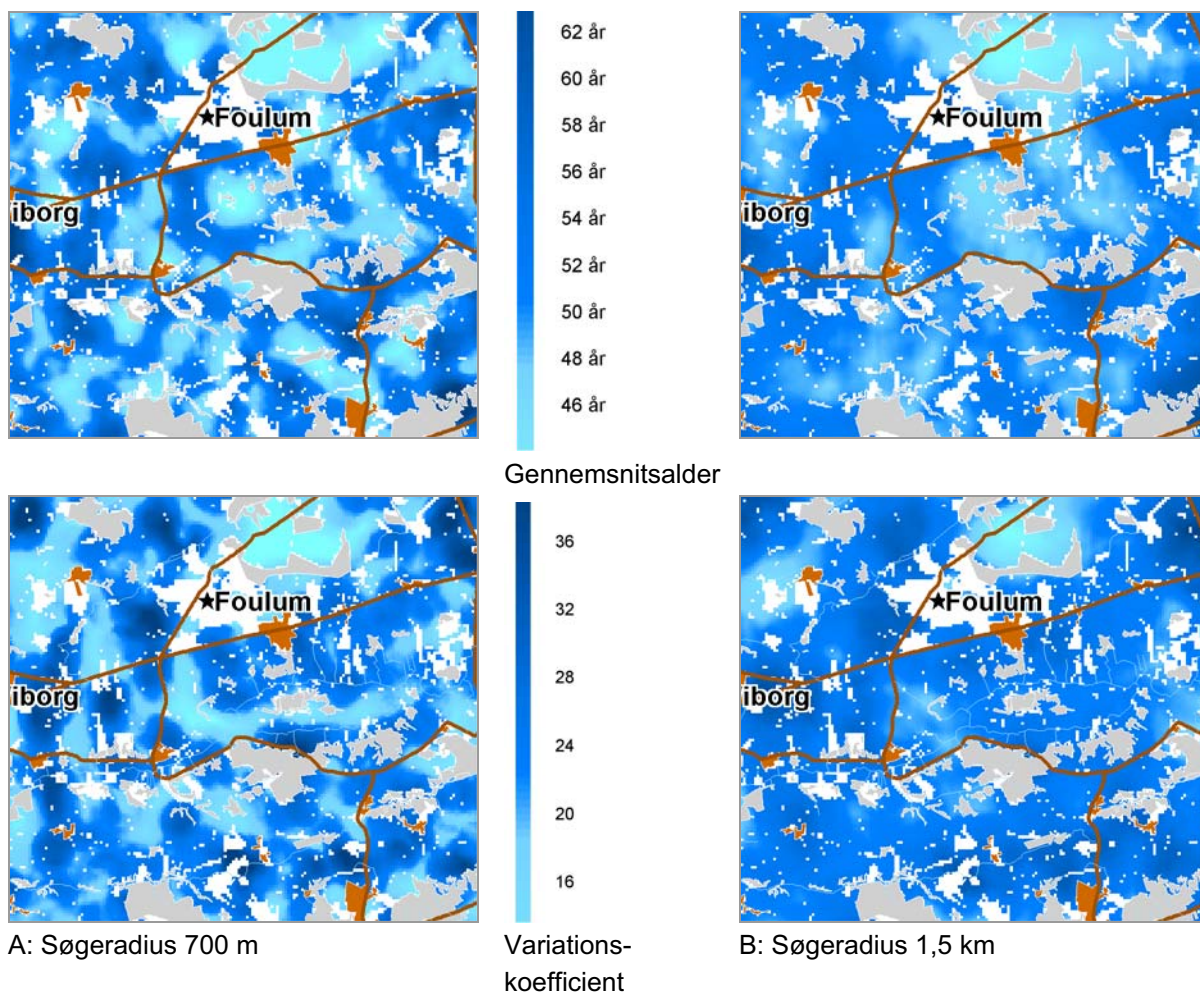 62 år
60 år
58 år
56 år
54 år
52 år
50 år
48 år
46 år
Foulum
iborg
Foulum
iborg
Gennemsnitsalder
36
32
28
24
20
16
Foulum
iborg
Foulum
iborg
A: Søgeradius 700 m
Variations-
koefficient
B: Søgeradius 1,5 km